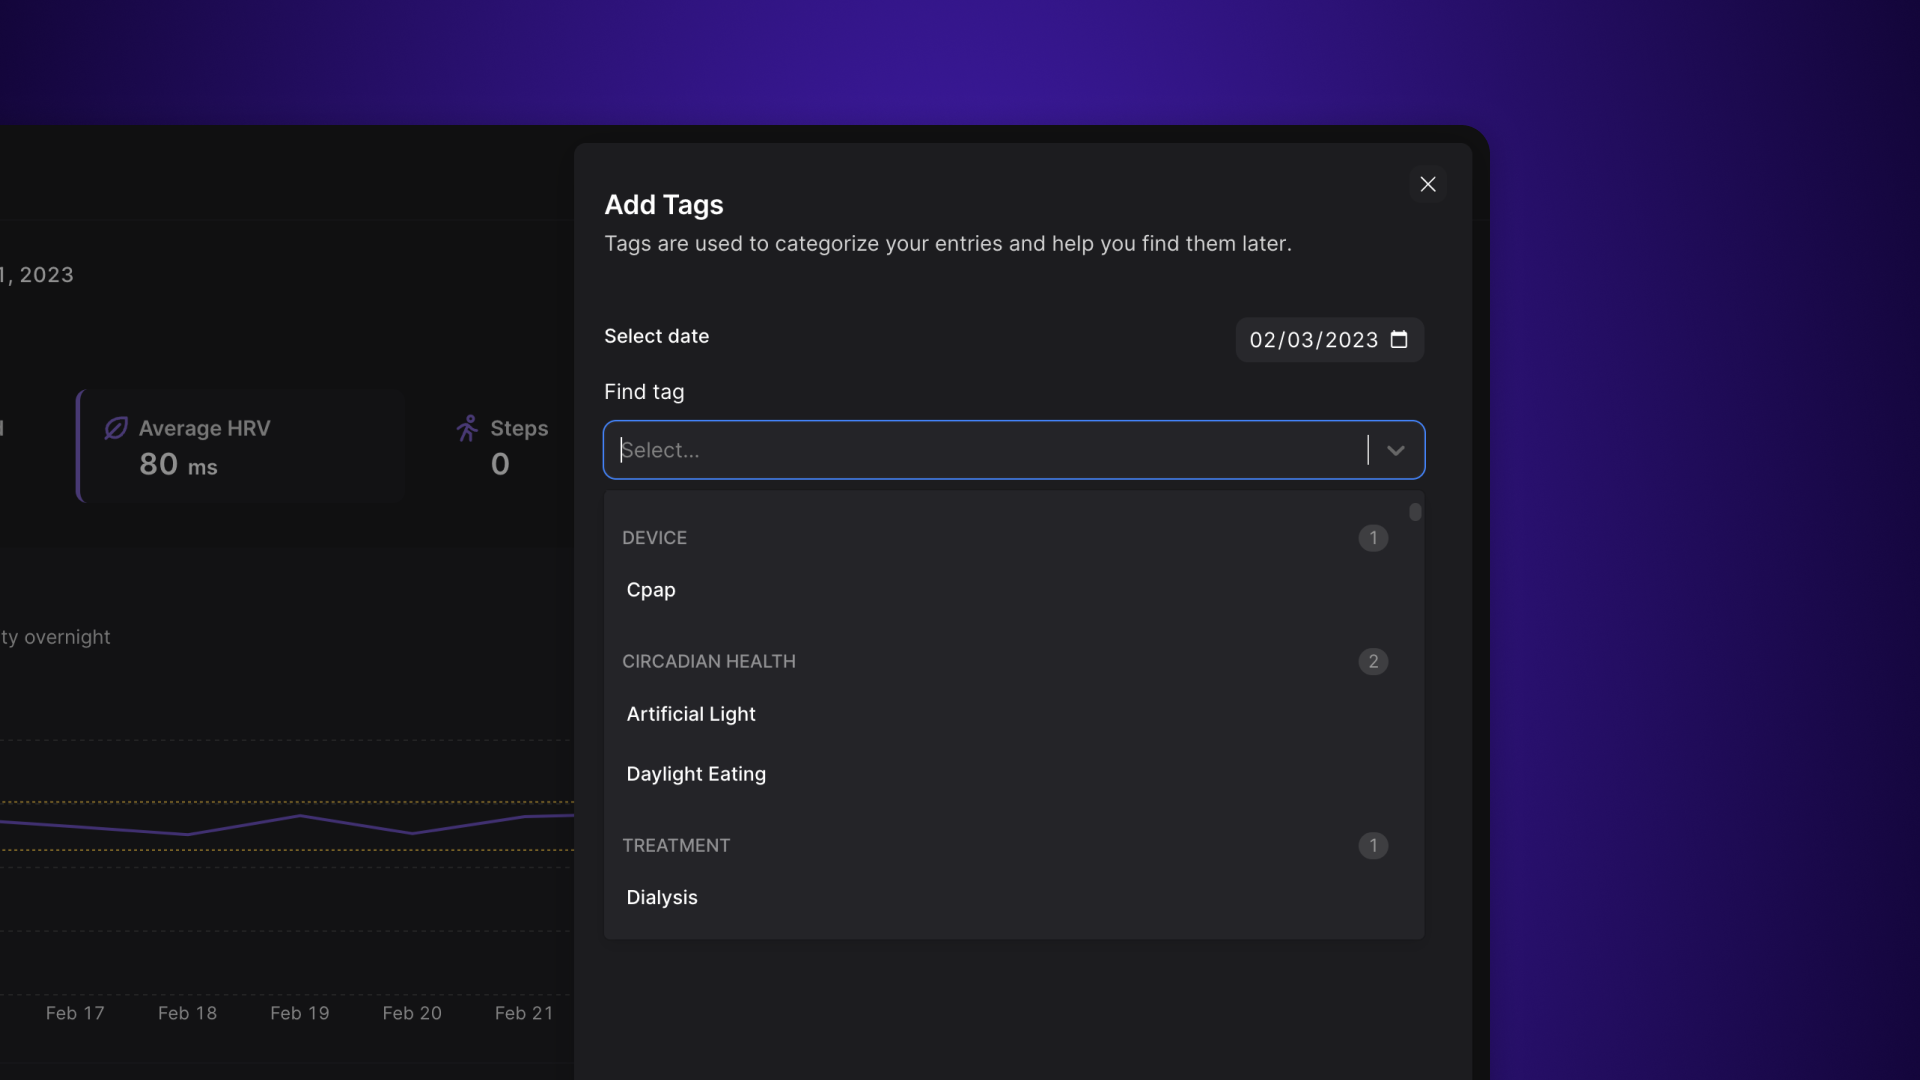 Add Tags
Tags are used to categorize your entries and help you find them later.
1, 2023
Select date
02/03/2023
Find tag
Select...
Average HRV
80 ms
Steps
0
DEVICE 1
Cpap
CIRCADIAN HEALTH 2
Artificial Light
Daylight Eating
TREATMENT 1
Dialysis
ty overnight
Feb 17 Feb 18 Feb 19 Feb 20 Feb 21